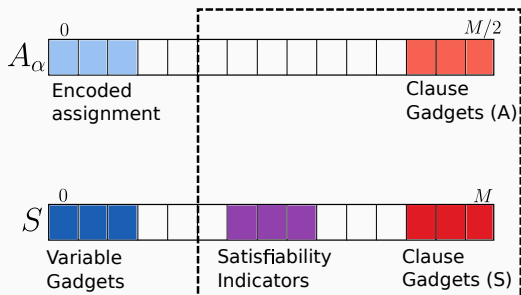 0
M/2
A_α
Encoded
assignment
Clause
Gadgets (A)
0
M
S
Variable
Gadgets
Satisfiability
Indicators
Clause
Gadgets (S)